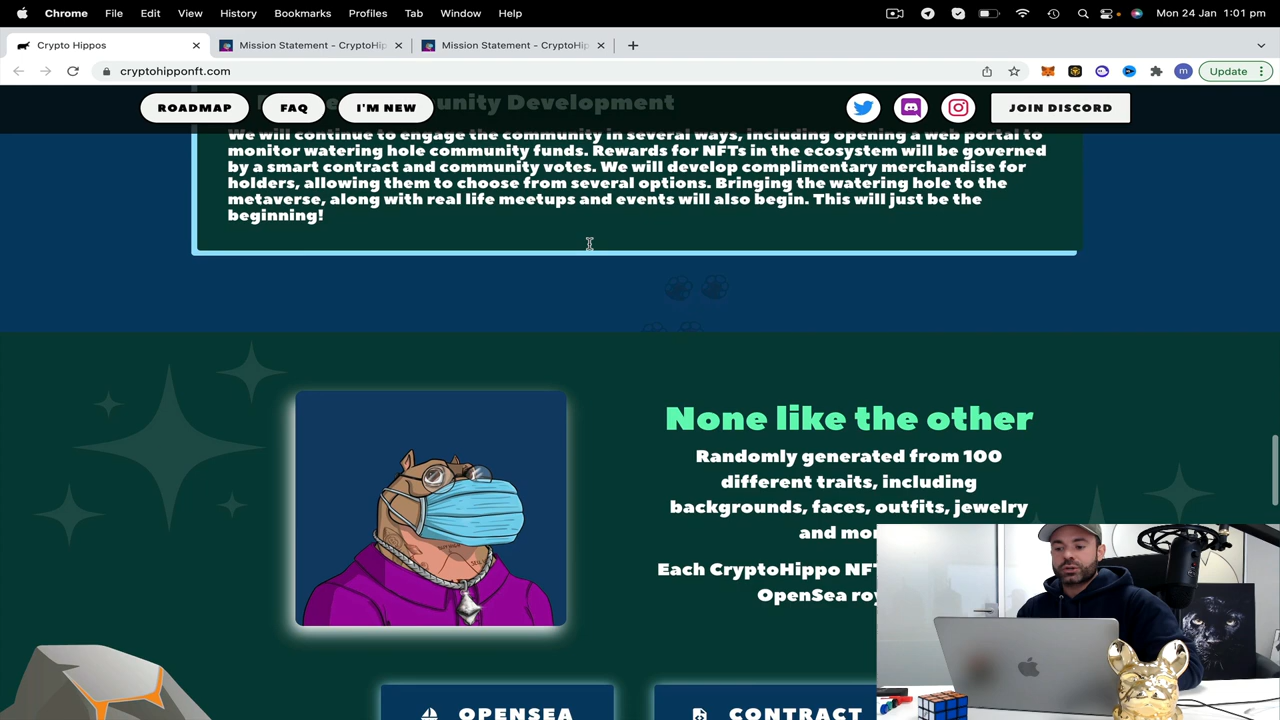 Chrome File Edit View History Bookmarks Profiles Tab Window Help Mon 24 Jan 1:01 pm
Crypto Hippos Mission Statement - CryptoHip Mission Statement - CryptoHip
cryptohipponft.com Update
ROADMAP FAQ I'M NEW JOIN DISCORD
unity Development
We will continue to engage the community in several ways, including opening a web portal to
monitor watering hole community funds. Rewards for NFTs in the ecosystem will be governed
by a smart contract and community votes. We will develop complimentary merchandise for
holders, allowing them to choose from several options. Bringing the watering hole to the
metaverse, along with real life meetups and events will also begin. This will just be the
beginning!
None like the other
Randomly generated from 100
different traits, including
backgrounds, faces, outfits, jewelry
and mor
Each CryptoHippo NFT
OpenSea roy
OPENSEA CONTRACT